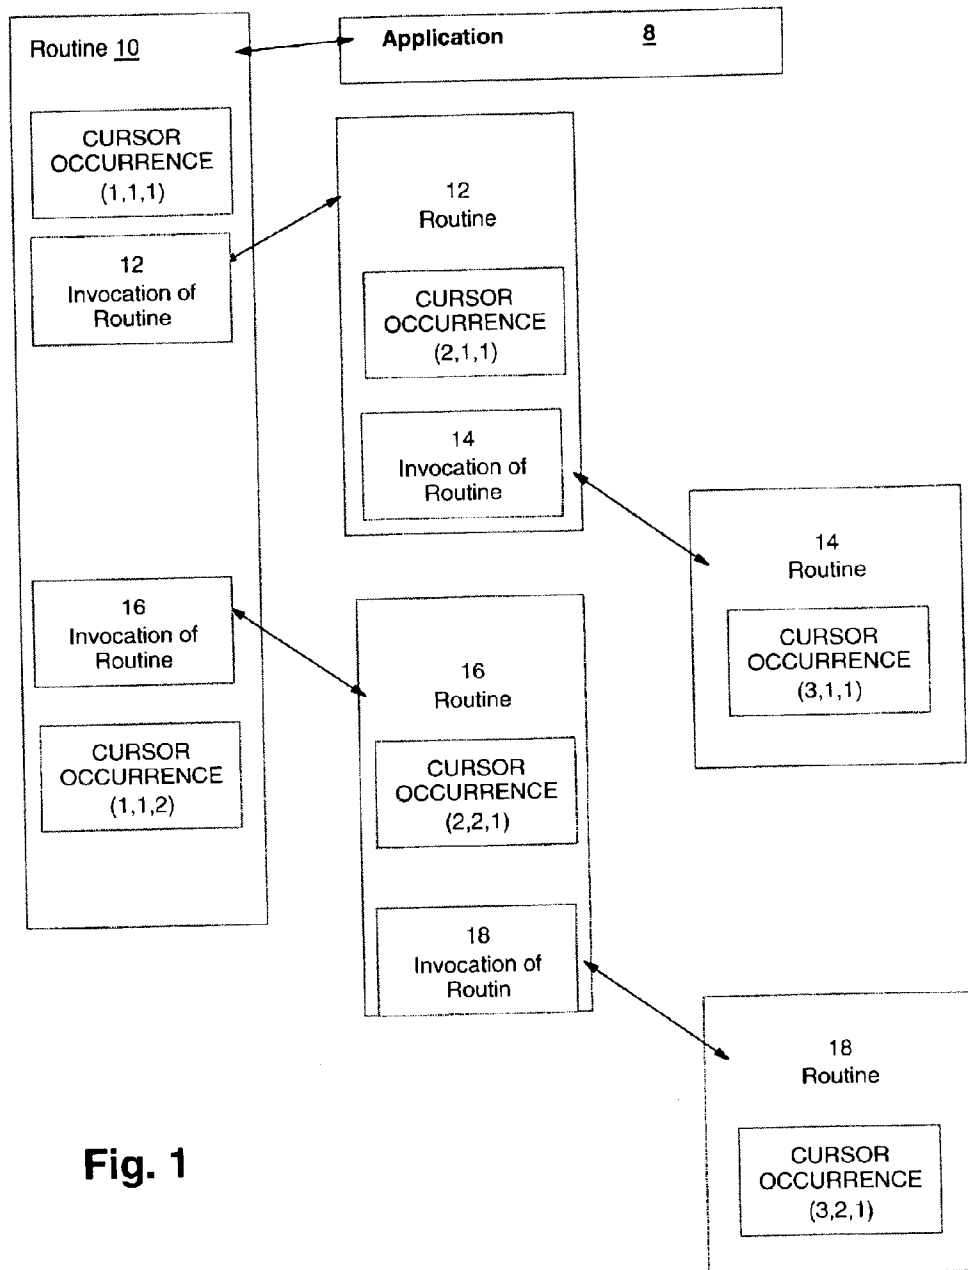 Routine 10
Application 8
CURSOR
OCCURRENCE
(1,1,1)
12
Invocation of
Routine
16
Invocation of
Routine
CURSOR
OCCURRENCE
(1,1,2)
12
Routine
CURSOR
OCCURRENCE
(2,1,1)
14
Invocation of
Routine
14
Routine
CURSOR
OCCURRENCE
(3,1,1)
16
Routine
CURSOR
OCCURRENCE
(2,2,1)
18
Invocation of
Routin
18
Routine
CURSOR
OCCURRENCE
(3,2,1)
Fig. 1